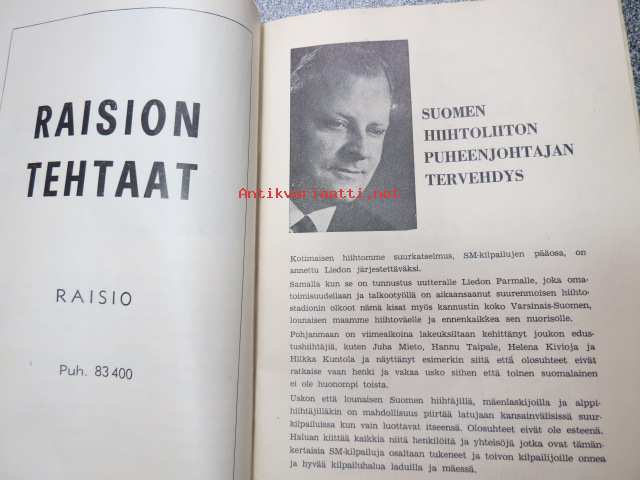 RAISION
TEHTAAT
RAISIO
Puh. 83 400
SUOMEN
HIIHTOLIITON
PUHEENJOHTAJAN
TERVEHDYS
Antikvariaatti.net
Kotimaisen hiihtomme suurkatselmus, SM-kilpailujen pääosa, on
annettu Liedon järjestettäväksi.
Samalla kun se on tunnustus uutteralle Liedon Parmalle, joka oma-
toimisuudellaan ja talkootyöllä on aikaansaanut suurenmoisen hiihto-
stadionin olkoot nämä kisat myös kannustin koko Varsinais-Suomen,
lounaisen maamme hiihtoväelle ja ennenkaikkea sen nuorisolle.
Pohjanmaan on viimeaikoina lakeuksiltaan kehittänyt joukon edus-
tushiihtäjiä, kuten Juha Mieto, Hannu Taipale, Helena Kivioja ja
Hilkka Kuntola ja näyttänyt esimerkin siitä että olosuhteet eivät
ratkaise vaan henki ja vakaa usko siihen että toinen suomalainen
ei ole huonompi toista.
Uskon että lounaisen Suomen hiihtäjillä, mäenlaskijoilla ja alppi-
hiihtäjilläkin on mahdollisuus piirtää latujaan kansainvälisissä suur-
kilpailuissa kun vain luottavat itseensä. Olosuhteet eivät ole esteenä.
Haluan kiittää kaikkia niitä henkilöitä ja yhteisöjä jotka ovat tämän-
kertaisia SM-kilpailuja osaltaan tukeneet ja toivon kilpailijoille onnea
ja hyvää kilpailuhalua laduilla ja mäessä.